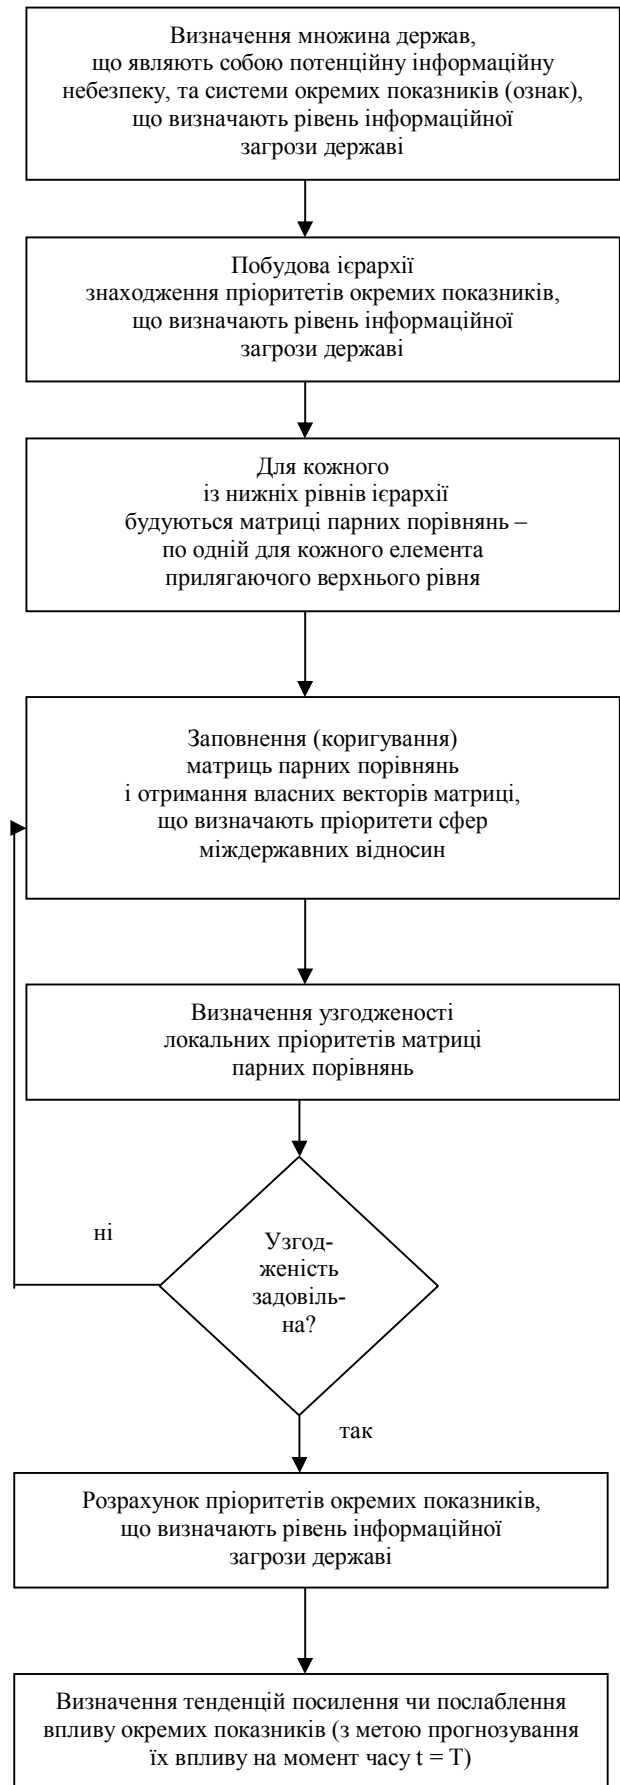 Визначення множина держав,
що являють собою потенційну інформаційну
небезпеку, та системи окремих показників (ознак),
що визначають рівень інформаційної
загрози державі
Побудова ієрархії
знаходження пріоритетів окремих показників,
що визначають рівень інформаційної
загрози державі
Для кожного
із нижніх рівнів ієрархії
будуються матриці парних порівнянь –
по одній для кожного елемента
прилягаючого верхнього рівня
Заповнення (коригування)
матриць парних порівнянь
і отримання власних векторів матриці,
що визначають пріоритети сфер
міждержавних відносин
Визначення узгодженості
локальних пріоритетів матриці
парних порівнянь
ні
Узгод-
женість
задовіль-
на?
так
Розрахунок пріоритетів окремих показників,
що визначають рівень інформаційної
загрози державі
Визначення тенденцій посилення чи послаблення
впливу окремих показників (з метою прогнозування
їх впливу на момент часу t = T)